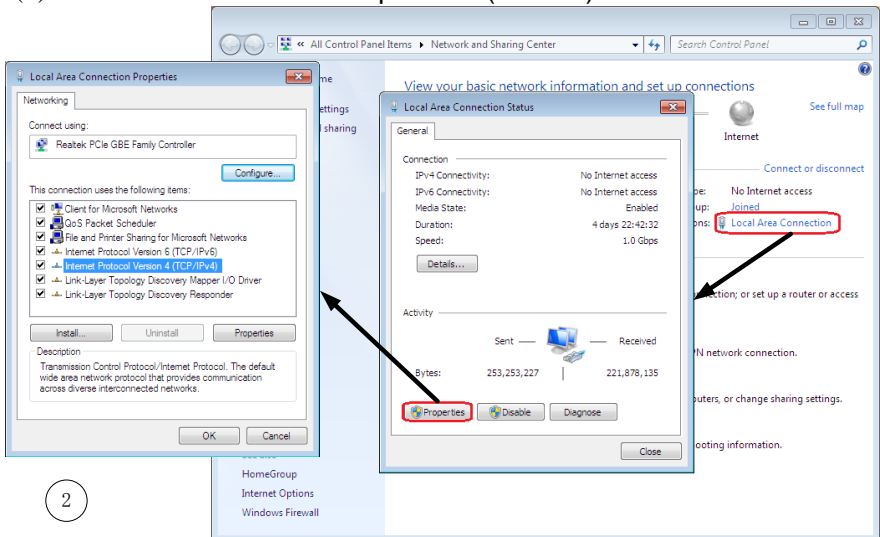 « All Control Panel Items ▸ Network and Sharing Center
Search Control Panel
View your basic network information and set up connections
See full map
Internet
Connect or disconnect
No Internet access
Joined
Local Area Connection
router or access
network connection.
or change sharing settings.
information.
HomeGroup
Internet Options
Windows Firewall
Local Area Connection Properties
Networking
Connect using:
Realtek PCIe GBE Family Controller
Configure...
This connection uses the following items:
Client for Microsoft Networks
QoS Packet Scheduler
File and Printer Sharing for Microsoft Networks
Internet Protocol Version 6 (TCP/IPv6)
Internet Protocol Version 4 (TCP/IPv4)
Link-Layer Topology Discovery Mapper I/O Driver
Link-Layer Topology Discovery Responder
Install... Uninstall Properties
Description
Transmission Control Protocol/Internet Protocol. The default
wide area network protocol that provides communication
across diverse interconnected networks.
OK Cancel
Local Area Connection Status
General
Connection
IPv4 Connectivity: No Internet access
IPv6 Connectivity: No Internet access
Media State: Enabled
Duration: 4 days 22:42:32
Speed: 1.0 Gbps
Details...
Activity
Sent — — Received
Bytes: 253,253,227 | 221,878,135
Properties Disable Diagnose
Close
2